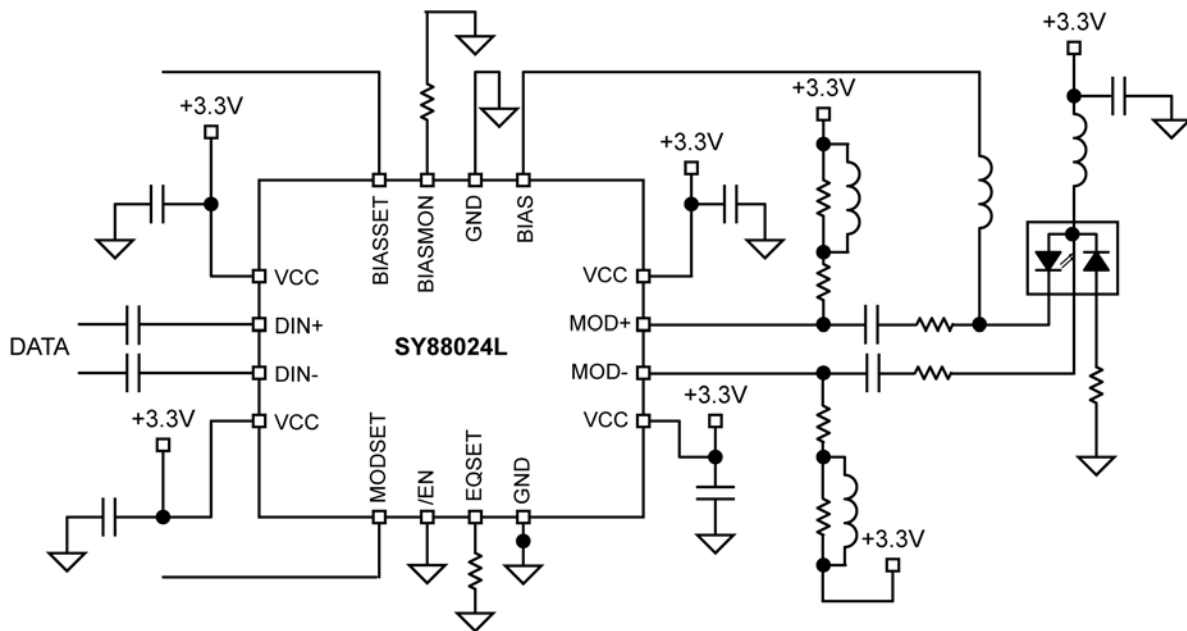 +3.3V
+3.3V
+3.3V
+3.3V
BIASSET
BIASMON
GND
BIAS
VCC
VCC
DIN+
MOD+
DATA
SY88024L
DIN-
MOD-
VCC
VCC
+3.3V
+3.3V
MODSET
/EN
EQSET
GND
+3.3V